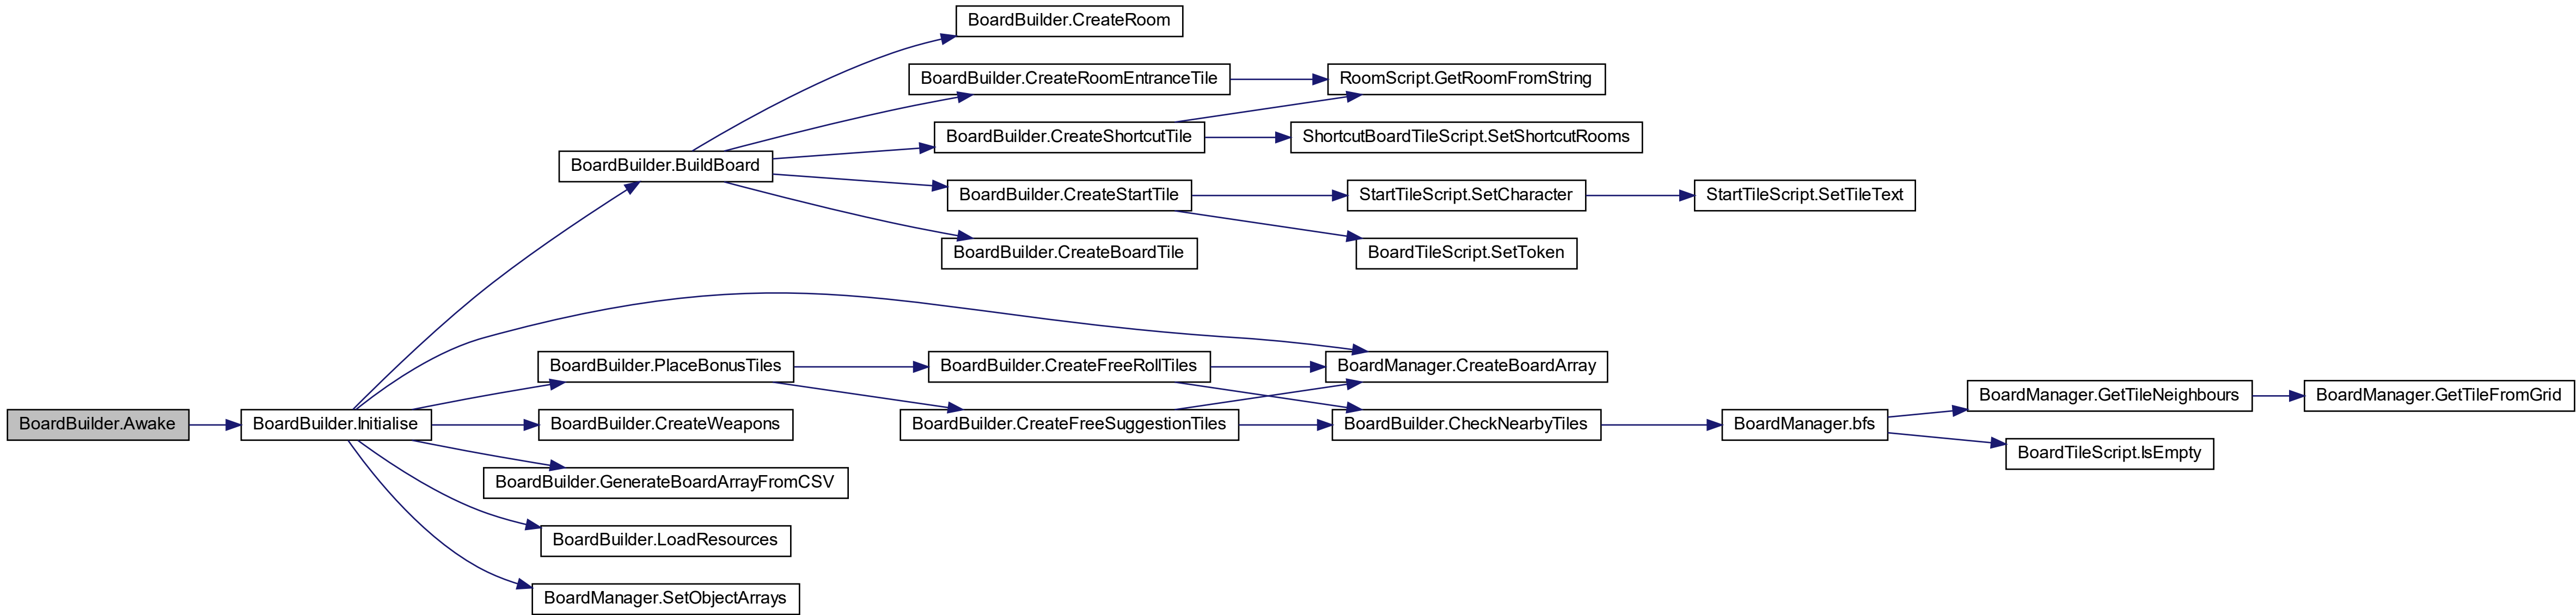 BoardBuilder.CreateRoom
BoardBuilder.CreateRoomEntranceTile
RoomScript.GetRoomFromString
BoardBuilder.CreateShortcutTile
ShortcutBoardTileScript.SetShortcutRooms
BoardBuilder.BuildBoard
BoardBuilder.CreateStartTile
StartTileScript.SetCharacter
StartTileScript.SetTileText
BoardBuilder.CreateBoardTile
BoardTileScript.SetToken
BoardBuilder.PlaceBonusTiles
BoardBuilder.CreateFreeRollTiles
BoardManager.CreateBoardArray
BoardManager.GetTileNeighbours
BoardManager.GetTileFromGrid
BoardBuilder.Awake
BoardBuilder.Initialise
BoardBuilder.CreateWeapons
BoardBuilder.CreateFreeSuggestionTiles
BoardBuilder.CheckNearbyTiles
BoardManager.bfs
BoardTileScript.IsEmpty
BoardBuilder.GenerateBoardArrayFromCSV
BoardBuilder.LoadResources
BoardManager.SetObjectArrays